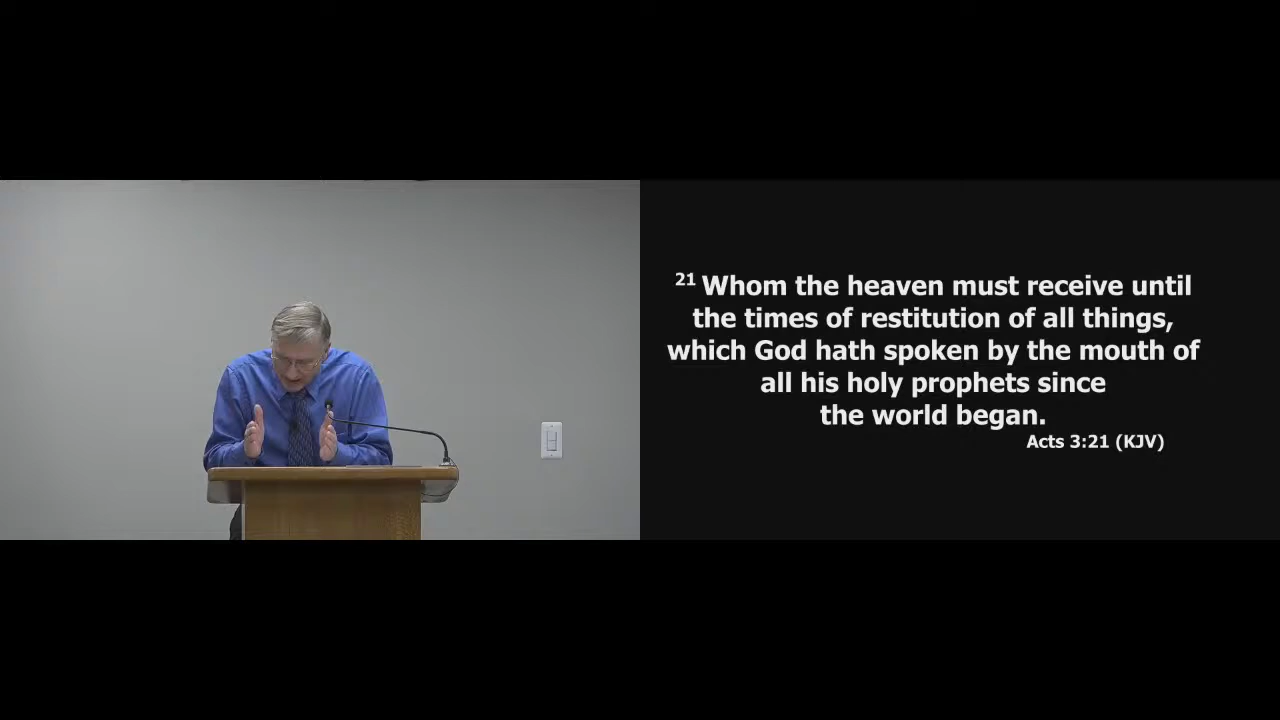 21 Whom the heaven must receive until
the times of restitution of all things,
which God hath spoken by the mouth of
all his holy prophets since
the world began.
Acts 3:21 (KJV)